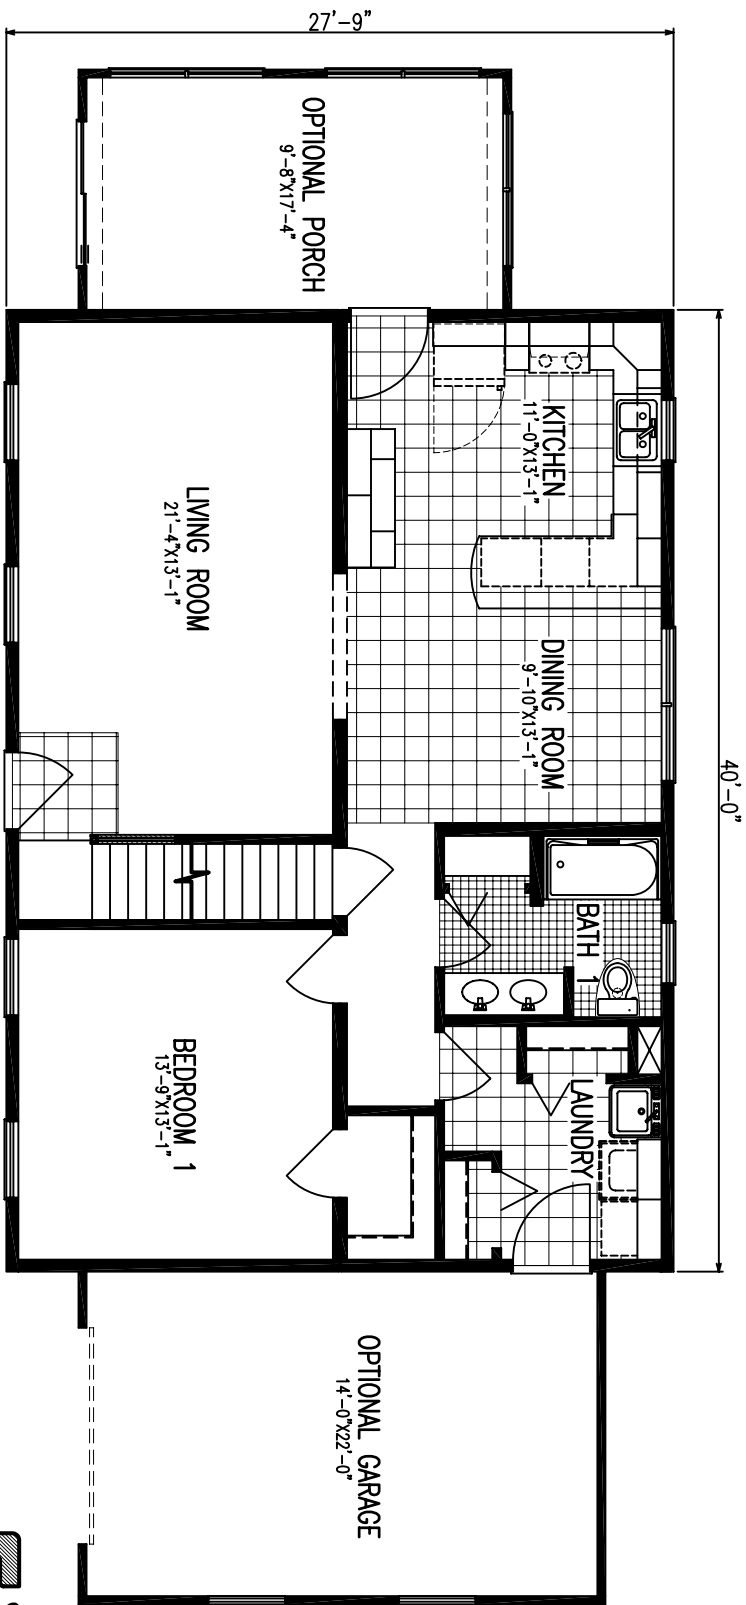 27'-9"
40'-0"
OPTIONAL PORCH
9'-8"X17'-4"
KITCHEN
11'-0"X13'-1"
DINING ROOM
9'-10"X13'-1"
LIVING ROOM
21'-4"X13'-1"
BATH 1
LAUNDRY
BEDROOM 1
13'-9"X13'-1"
OPTIONAL GARAGE
14'-0"X22'-0"